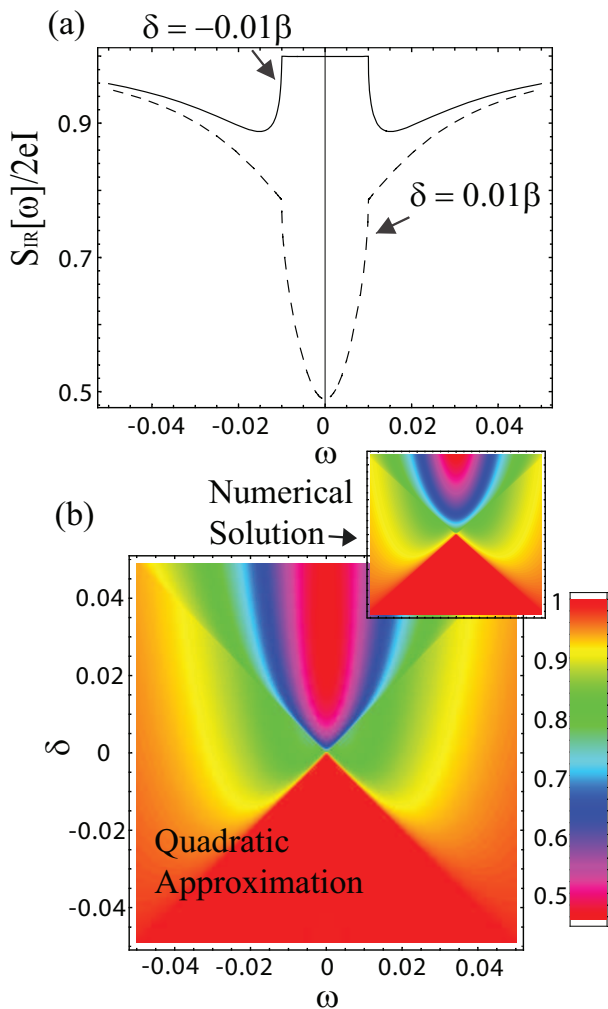 (a)
δ = −0.01β
0.9
δ = 0.01β
S_IR[ω]/2eI
0.7
0.5
-0.04 -0.02 0 0.02 0.04
ω
Numerical
(b)
Solution
0.04
1
0.02
0.9
δ
0
0.8
0.7
-0.02
Quadratic
0.6
Approximation
-0.04
0.5
-0.04 -0.02 0 0.02 0.04
ω